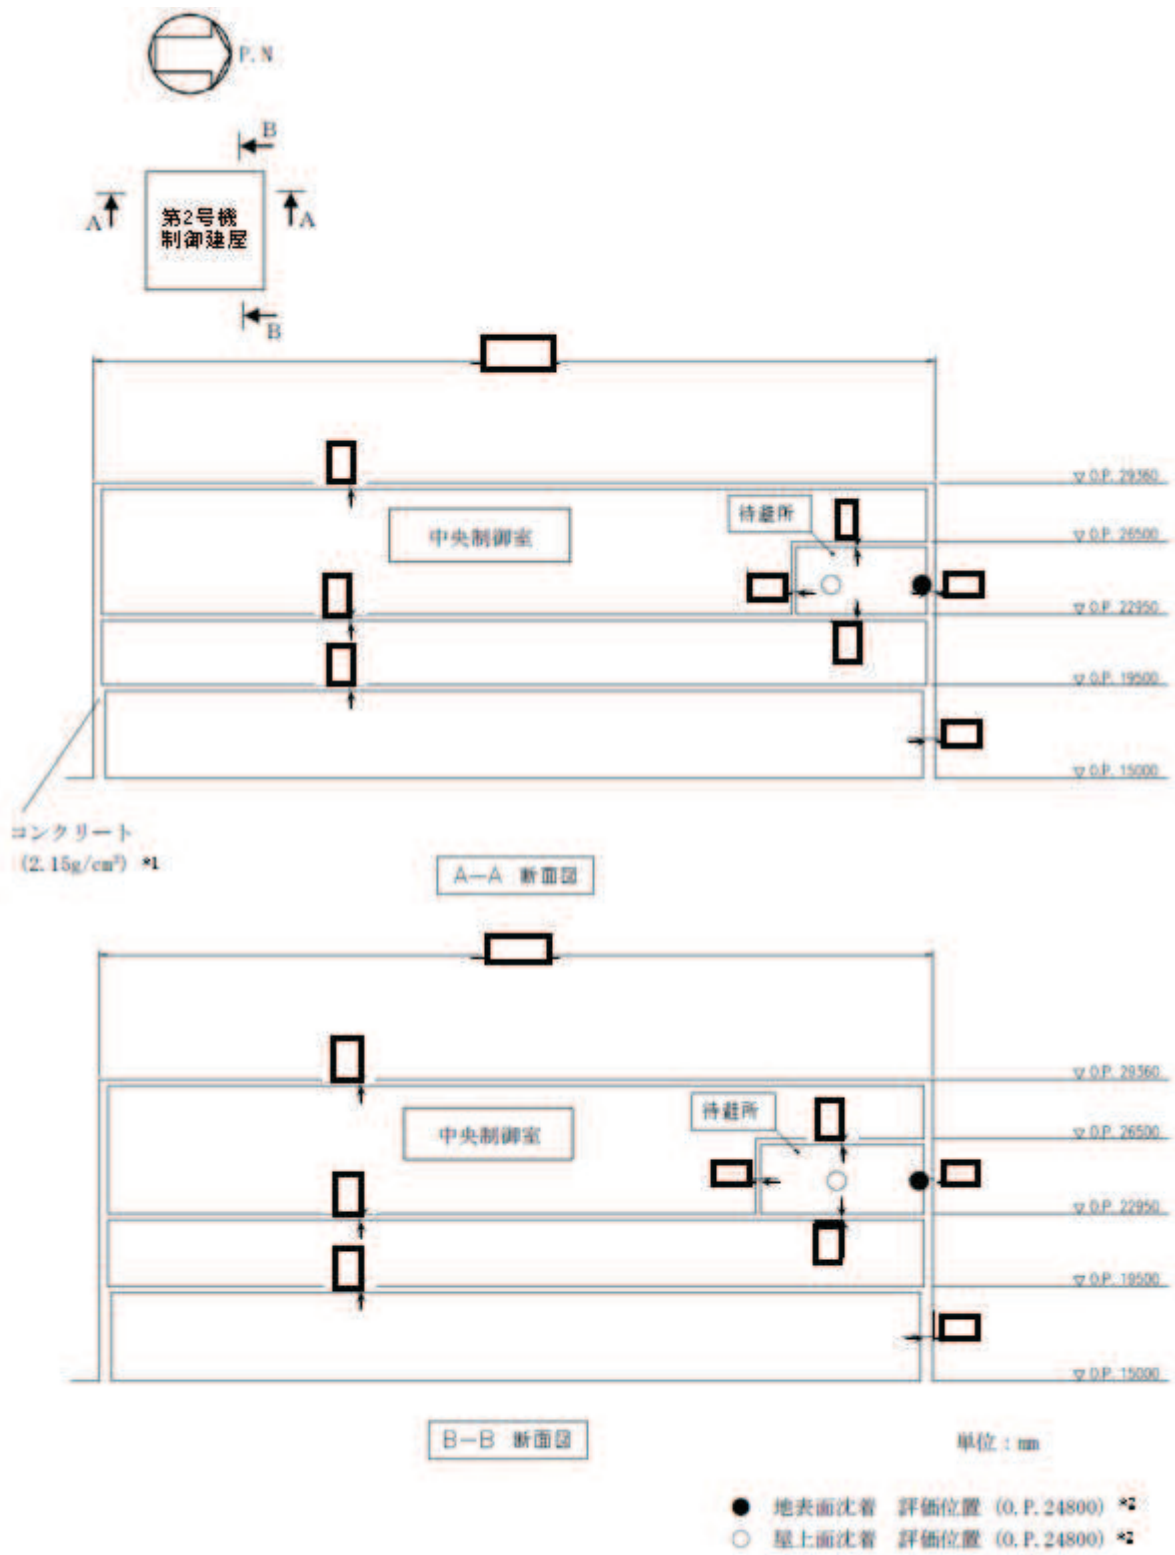 P.N
B
A
第2号機
制御建屋
A
B
▽ O.P. 29360
待避所
中央制御室
▽ O.P. 26500
▽ O.P. 22950
▽ O.P. 19500
▽ O.P. 15000
コンクリート
(2.15g/cm³) *1
A—A 断面図
▽ O.P. 29360
待避所
中央制御室
▽ O.P. 26500
▽ O.P. 22950
▽ O.P. 19500
▽ O.P. 15000
B—B 断面図
単位：mm
● 地表面沈着 評価位置 (O.P.24800) *2
○ 屋上面沈着 評価位置 (O.P.24800) *2